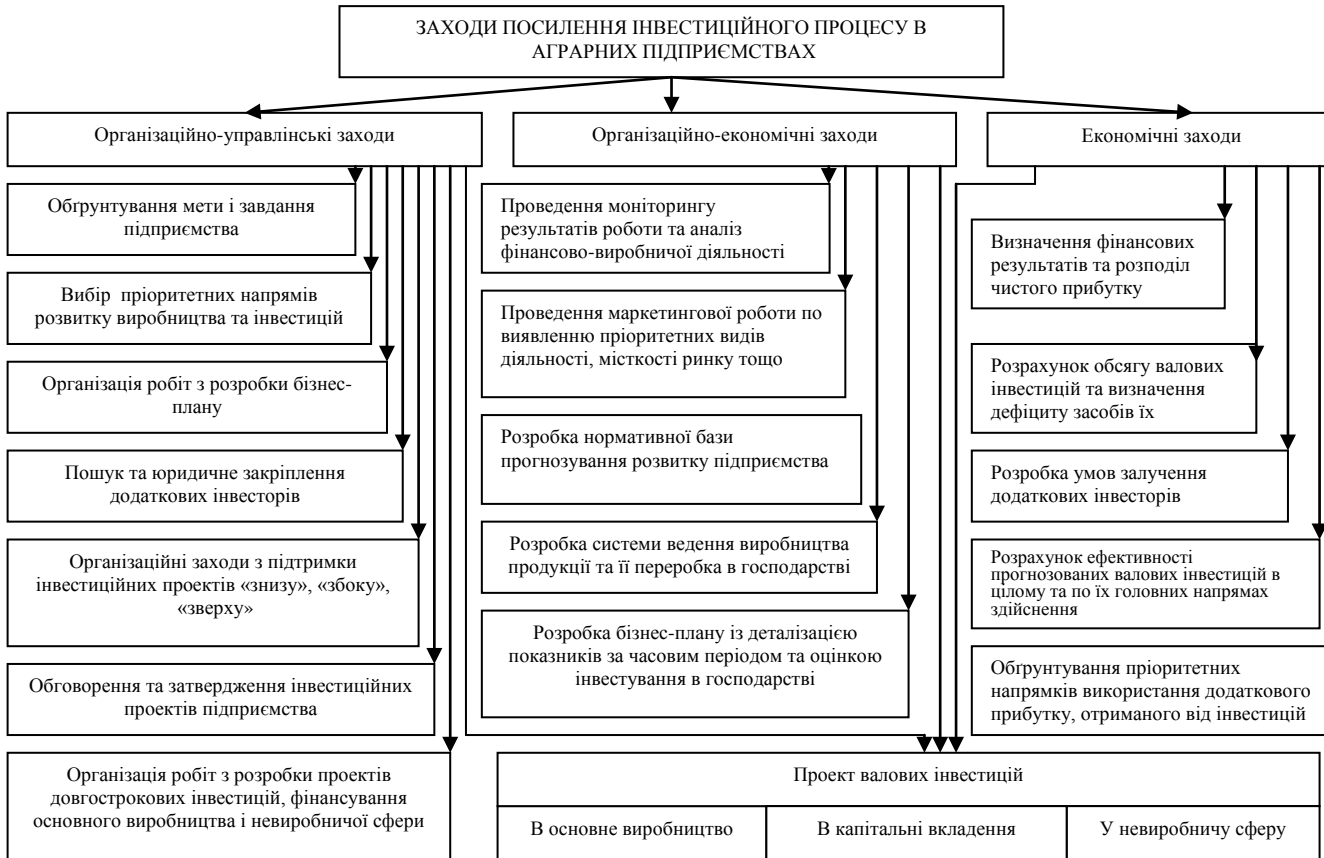 ЗАХОДИ ПОСИЛЕННЯ ІНВЕСТИЦІЙНОГО ПРОЦЕСУ В
АГРАРНИХ ПІДПРИЄМСТВАХ
Організаційно-управлінські заходи
Обґрунтування мети і завдання
підприємства
Вибір пріоритетних напрямів
розвитку виробництва та інвестицій
Організація робіт з розробки бізнес-
плану
Пошук та юридичне закріплення
додаткових інвесторів
Організаційні заходи з підтримки
інвестиційних проектів «знизу», «збоку»,
«зверху»
Обговорення та затвердження інвестиційних
проектів підприємства
Організація робіт з розробки проектів
довгострокових інвестицій, фінансування
основного виробництва і невиробничої сфери
Організаційно-економічні заходи
Проведення моніторингу
результатів роботи та аналіз
фінансово-виробничої діяльності
Проведення маркетингової роботи по
виявленню пріоритетних видів
діяльності, місткості ринку тощо
Розробка нормативної бази
прогнозування розвитку підприємства
Розробка системи ведення виробництва
продукції та її переробка в господарстві
Розробка бізнес-плану із деталізацією
показників за часовим періодом та оцінкою
інвестування в господарстві
Економічні заходи
Визначення фінансових
результатів та розподіл
чистого прибутку
Розрахунок обсягу валових
інвестицій та визначення
дефіциту засобів їх
Розробка умов залучення
додаткових інвесторів
Розрахунок ефективності
прогнозованих валових інвестицій в
цілому та по їх головних напрямах
здійснення
Обґрунтування пріоритетних
напрямків використання додаткового
прибутку, отриманого від інвестицій
Проект валових інвестицій
В основне виробництво
В капітальні вкладення
У невиробничу сферу